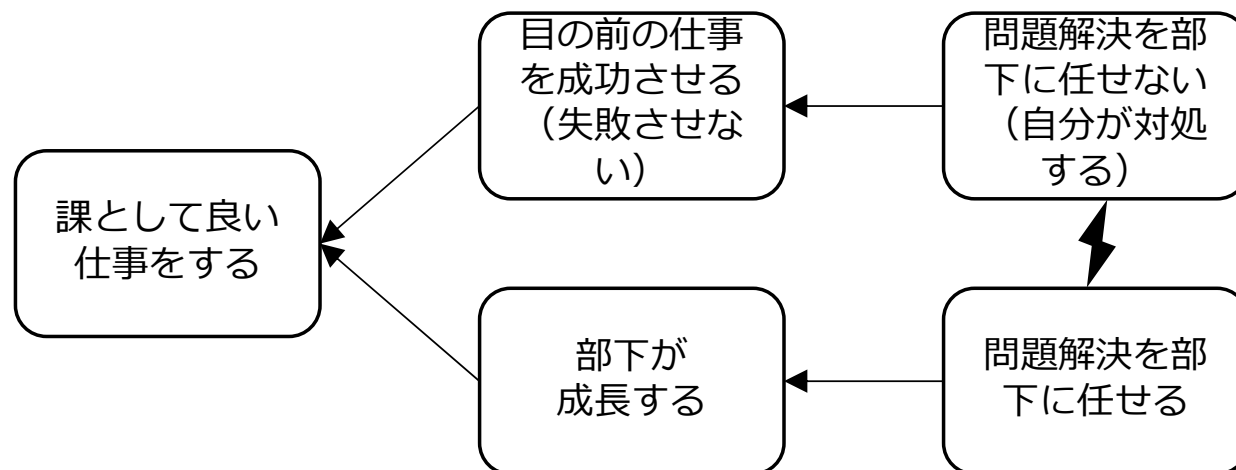 課として良い
仕事をする
目の前の仕事
を成功させる
（失敗させな
い）
問題解決を部
下に任せない
（自分が対処
する）
部下が
成長する
問題解決を部
下に任せる